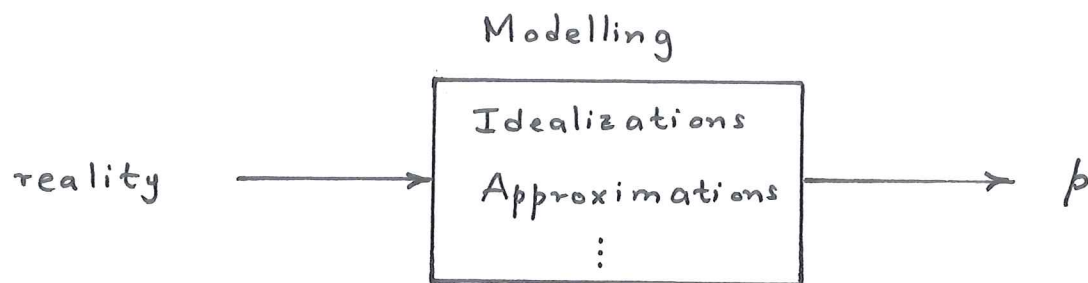 Modelling
Idealizations
reality
Approximations
p
⋮